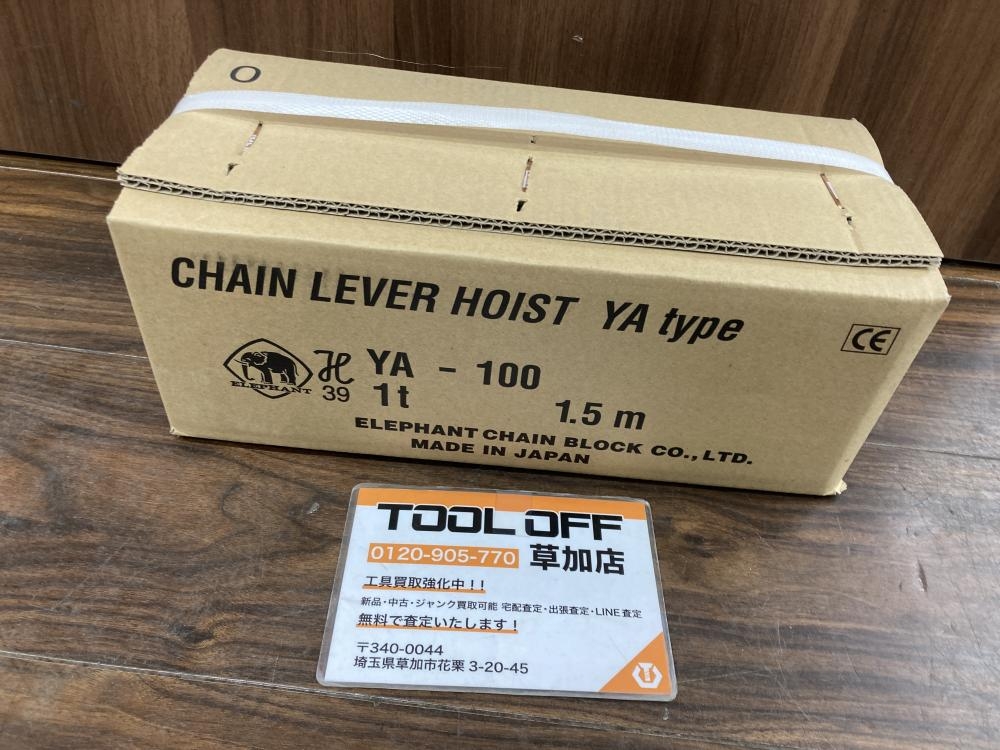 O
CHAIN LEVER HOIST YA type
CE
ELEPHANT
H
39
YA - 100
1t 1.5 m
ELEPHANT CHAIN BLOCK CO., LTD.
MADE IN JAPAN
TOOL OFF
0120-905-770 草加店
工具買取強化中!!
新品・中古・ジャンク買取可能 宅配査定・出張査定・LINE査定
無料で査定いたします!
〒340-0044
埼玉県草加市花栗 3-20-45